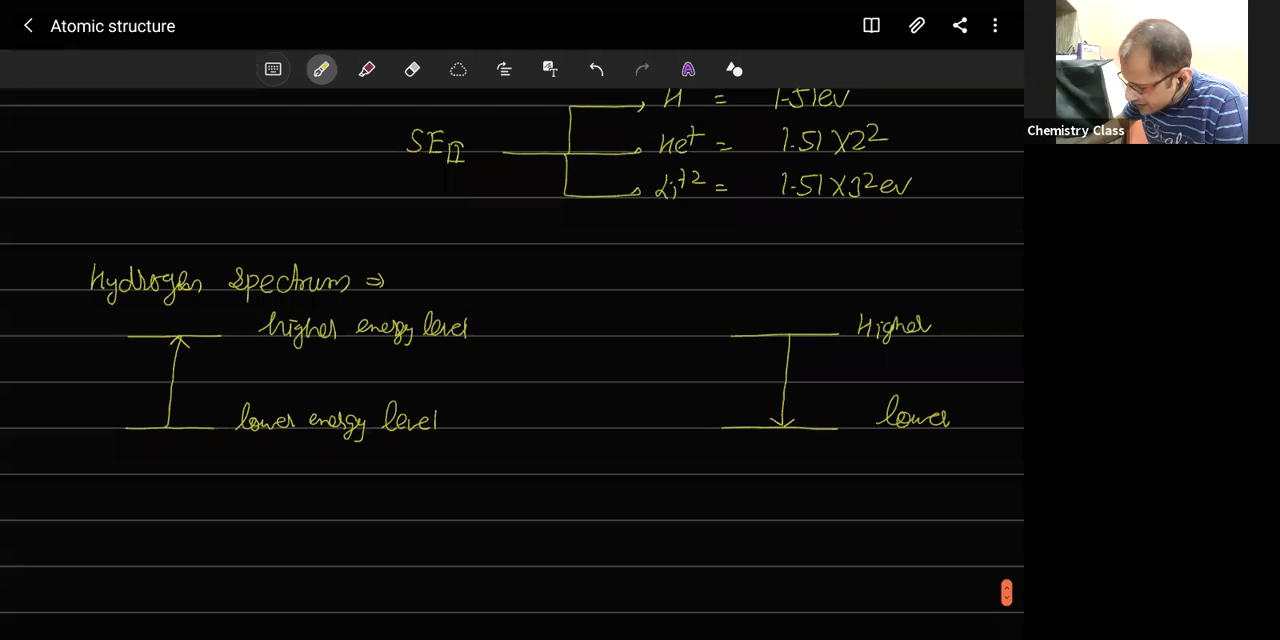 Atomic structure
Chemistry Class
H = 1.51ev
SE II He+ = 1.51 X 2²
Li+2 = 1.51 X 3² ev
Hydrogen spectrum ⇒
higher energy level
Higher
lower energy level
lower